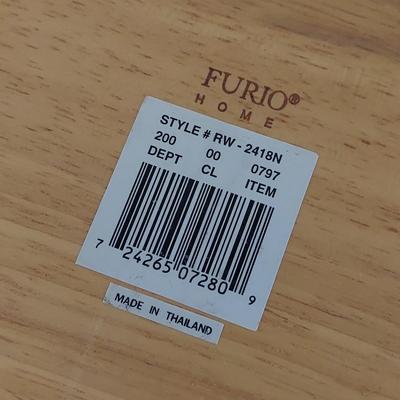 FURIO®
HOME
STYLE # RW - 2418N
200 00 0797
DEPT CL ITEM
7 24265 07280 9
MADE IN THAILAND